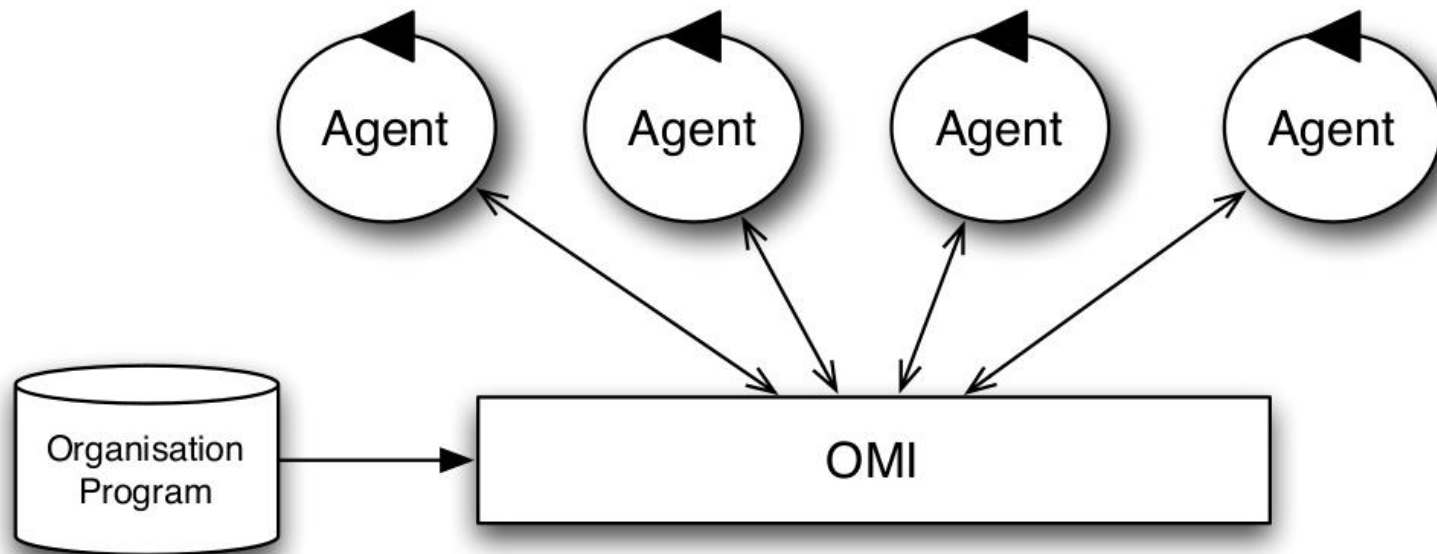 Agent
Agent
Agent
Agent
Organisation
Program
OMI